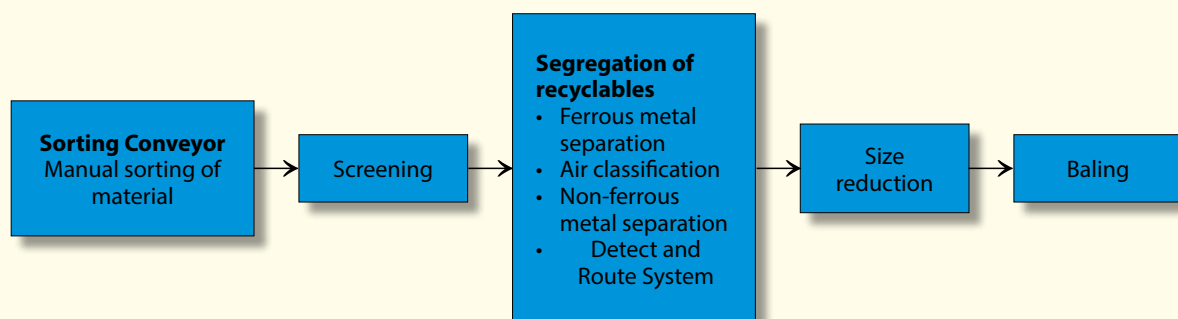 Sorting Conveyor
Manual sorting of
material
Screening
Segregation of
recyclables
• Ferrous metal
separation
• Air classification
• Non-ferrous
metal separation
• Detect and
Route System
Size
reduction
Baling